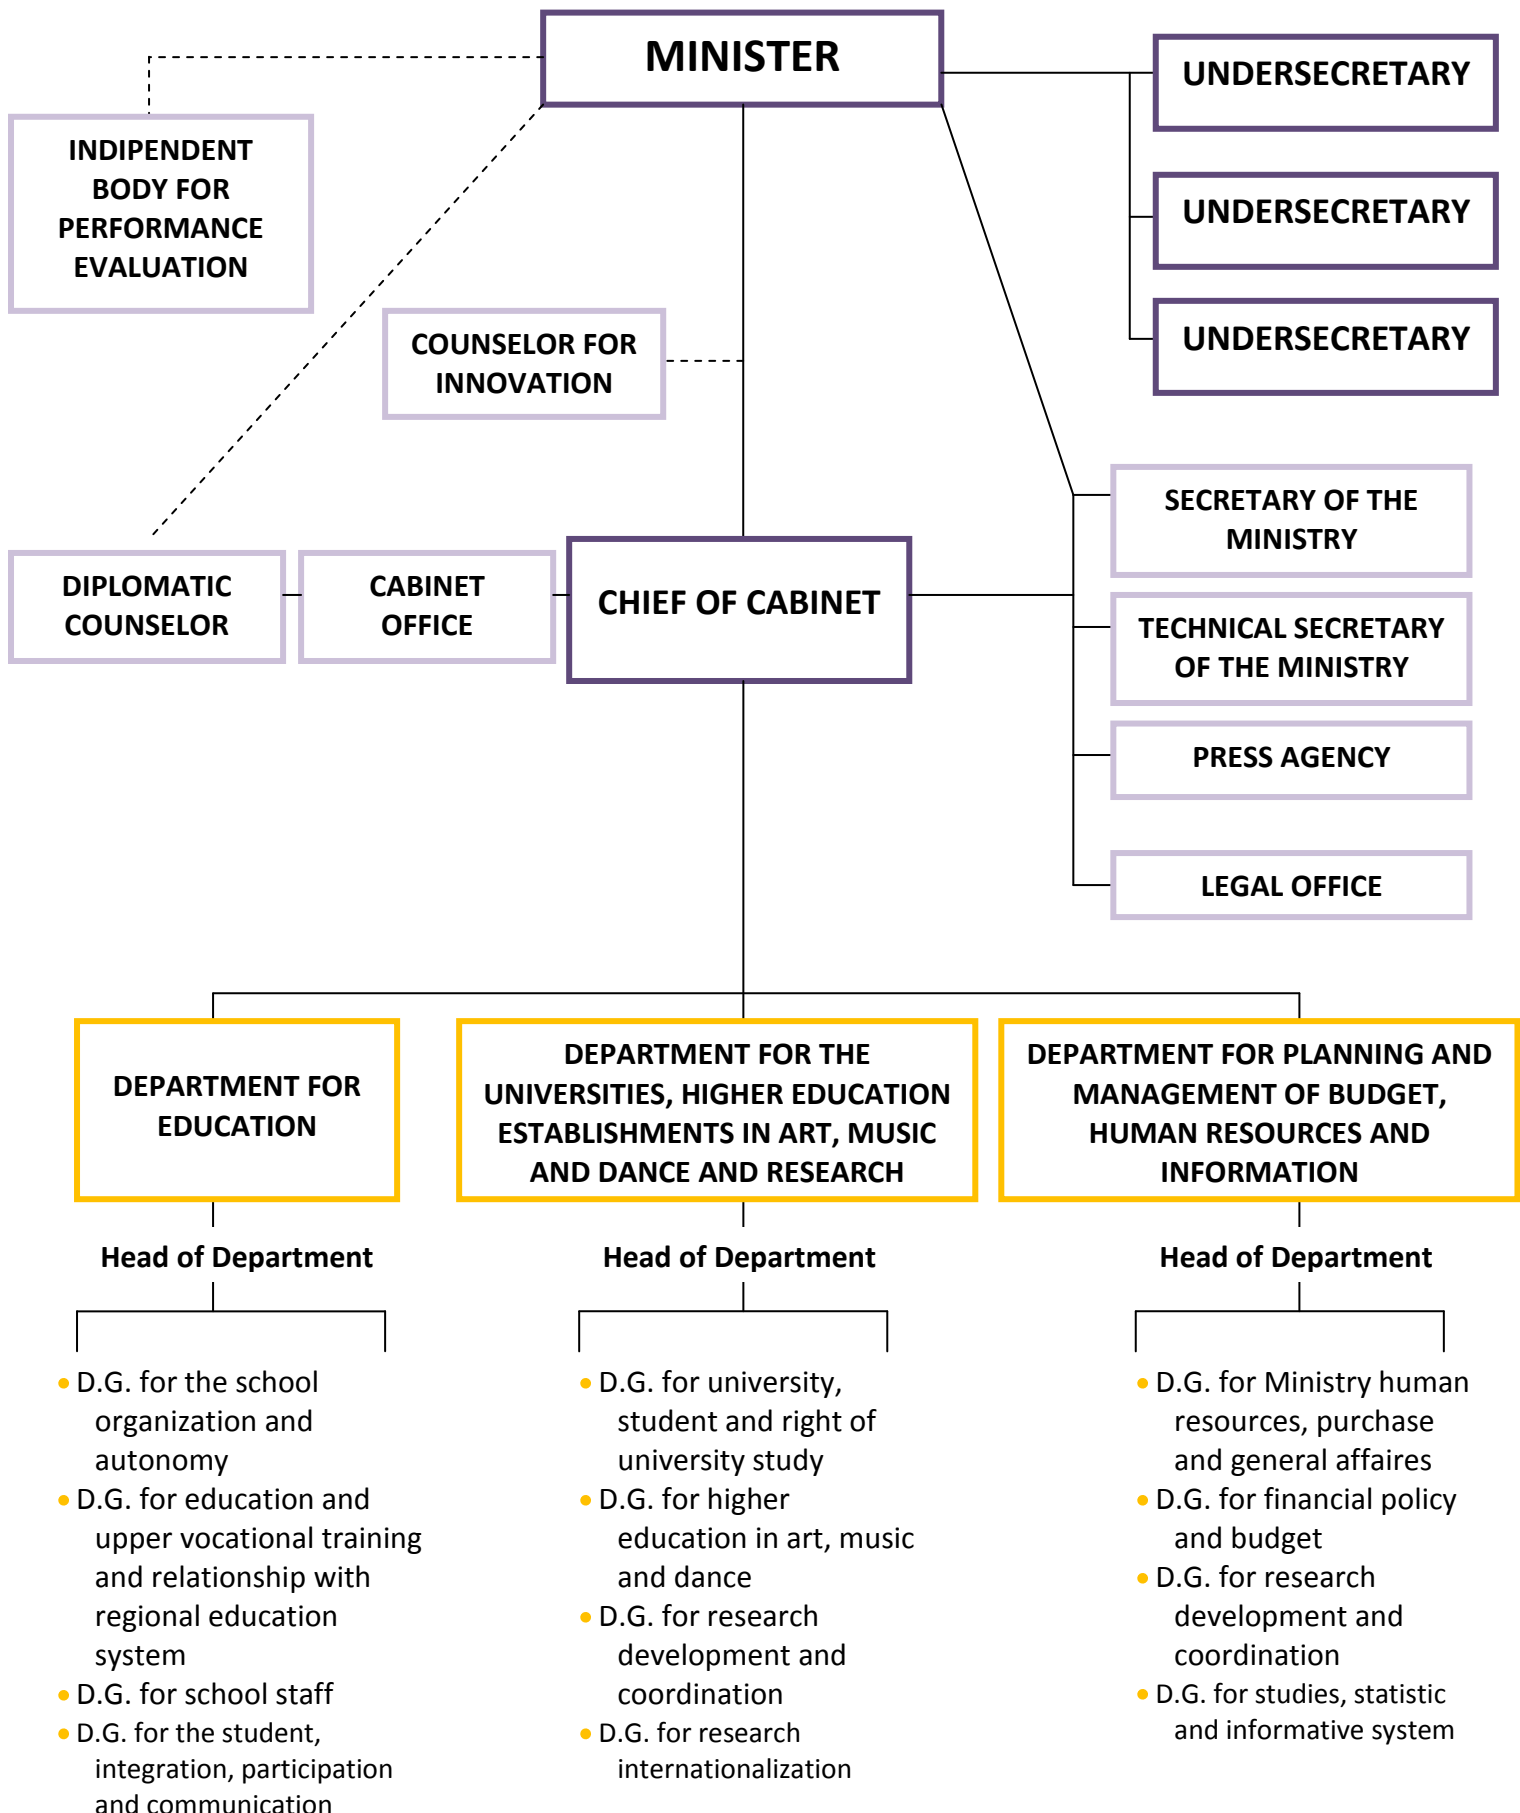 MINISTER
UNDERSECRETARY
INDIPENDENT
BODY FOR
PERFORMANCE
EVALUATION
UNDERSECRETARY
UNDERSECRETARY
COUNSELOR FOR
INNOVATION
SECRETARY OF THE
MINISTRY
DIPLOMATIC
COUNSELOR
CABINET
OFFICE
CHIEF OF CABINET
TECHNICAL SECRETARY
OF THE MINISTRY
PRESS AGENCY
LEGAL OFFICE
DEPARTMENT FOR
EDUCATION
DEPARTMENT FOR THE
UNIVERSITIES, HIGHER EDUCATION
ESTABLISHMENTS IN ART, MUSIC
AND DANCE AND RESEARCH
DEPARTMENT FOR PLANNING AND
MANAGEMENT OF BUDGET,
HUMAN RESOURCES AND
INFORMATION
Head of Department
Head of Department
Head of Department
• D.G. for the school
organization and
autonomy
• D.G. for education and
upper vocational training
and relationship with
regional education
system
• D.G. for school staff
• D.G. for the student,
integration, participation
and communication
• D.G. for university,
student and right of
university study
• D.G. for higher
education in art, music
and dance
• D.G. for research
development and
coordination
• D.G. for research
internationalization
• D.G. for Ministry human
resources, purchase
and general affaires
• D.G. for financial policy
and budget
• D.G. for research
development and
coordination
• D.G. for studies, statistic
and informative system